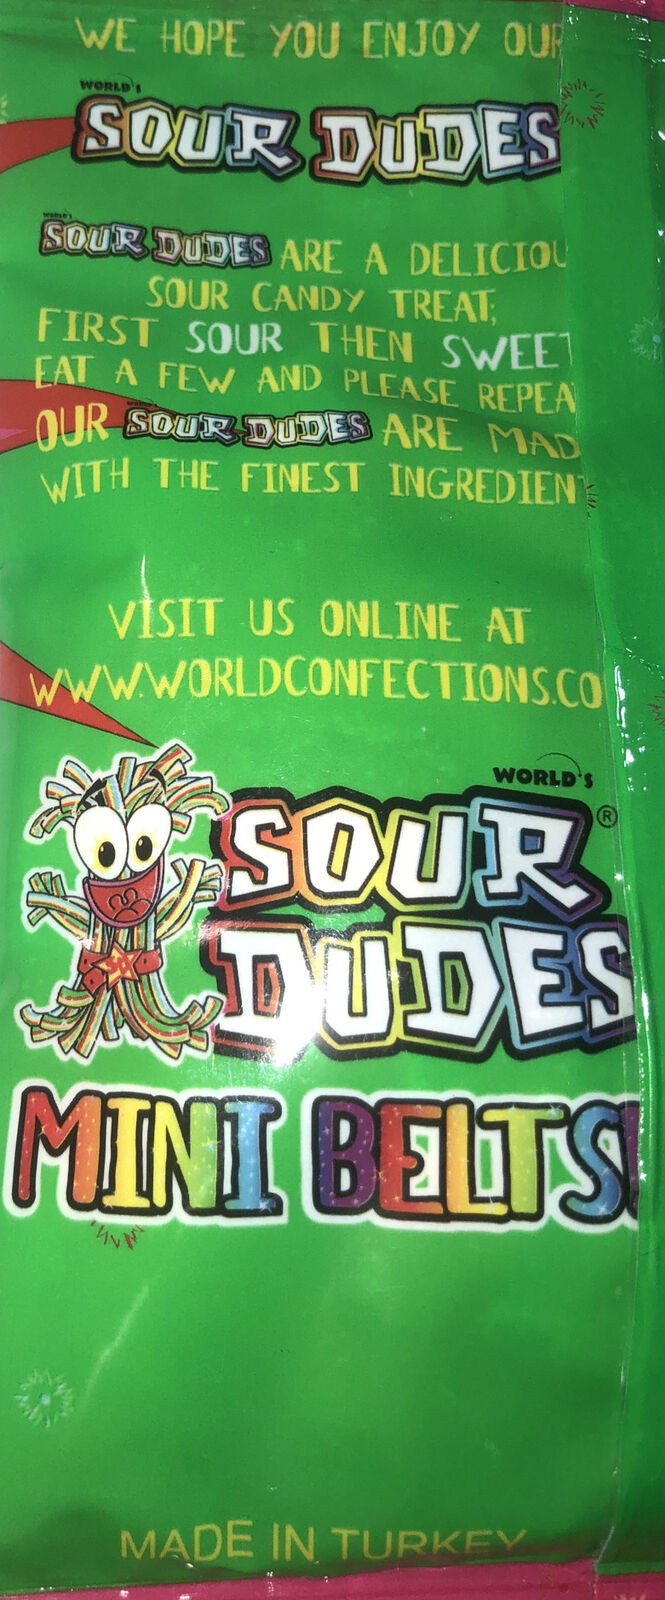 WE HOPE YOU ENJOY OUR
WORLD'S
SOUR DUDES
WORLD'S
SOUR DUDES ARE A DELICIOU
SOUR CANDY TREAT;
FIRST SOUR THEN SWEET
EAT A FEW AND PLEASE REPEA
OUR SOUR DUDES ARE MAD
WITH THE FINEST INGREDIENT
VISIT US ONLINE AT
WWW.WORLDCONFECTIONS.CO
WORLD'S
SOUR ®
DUDES
MINI BELTS!
MADE IN TURKEY